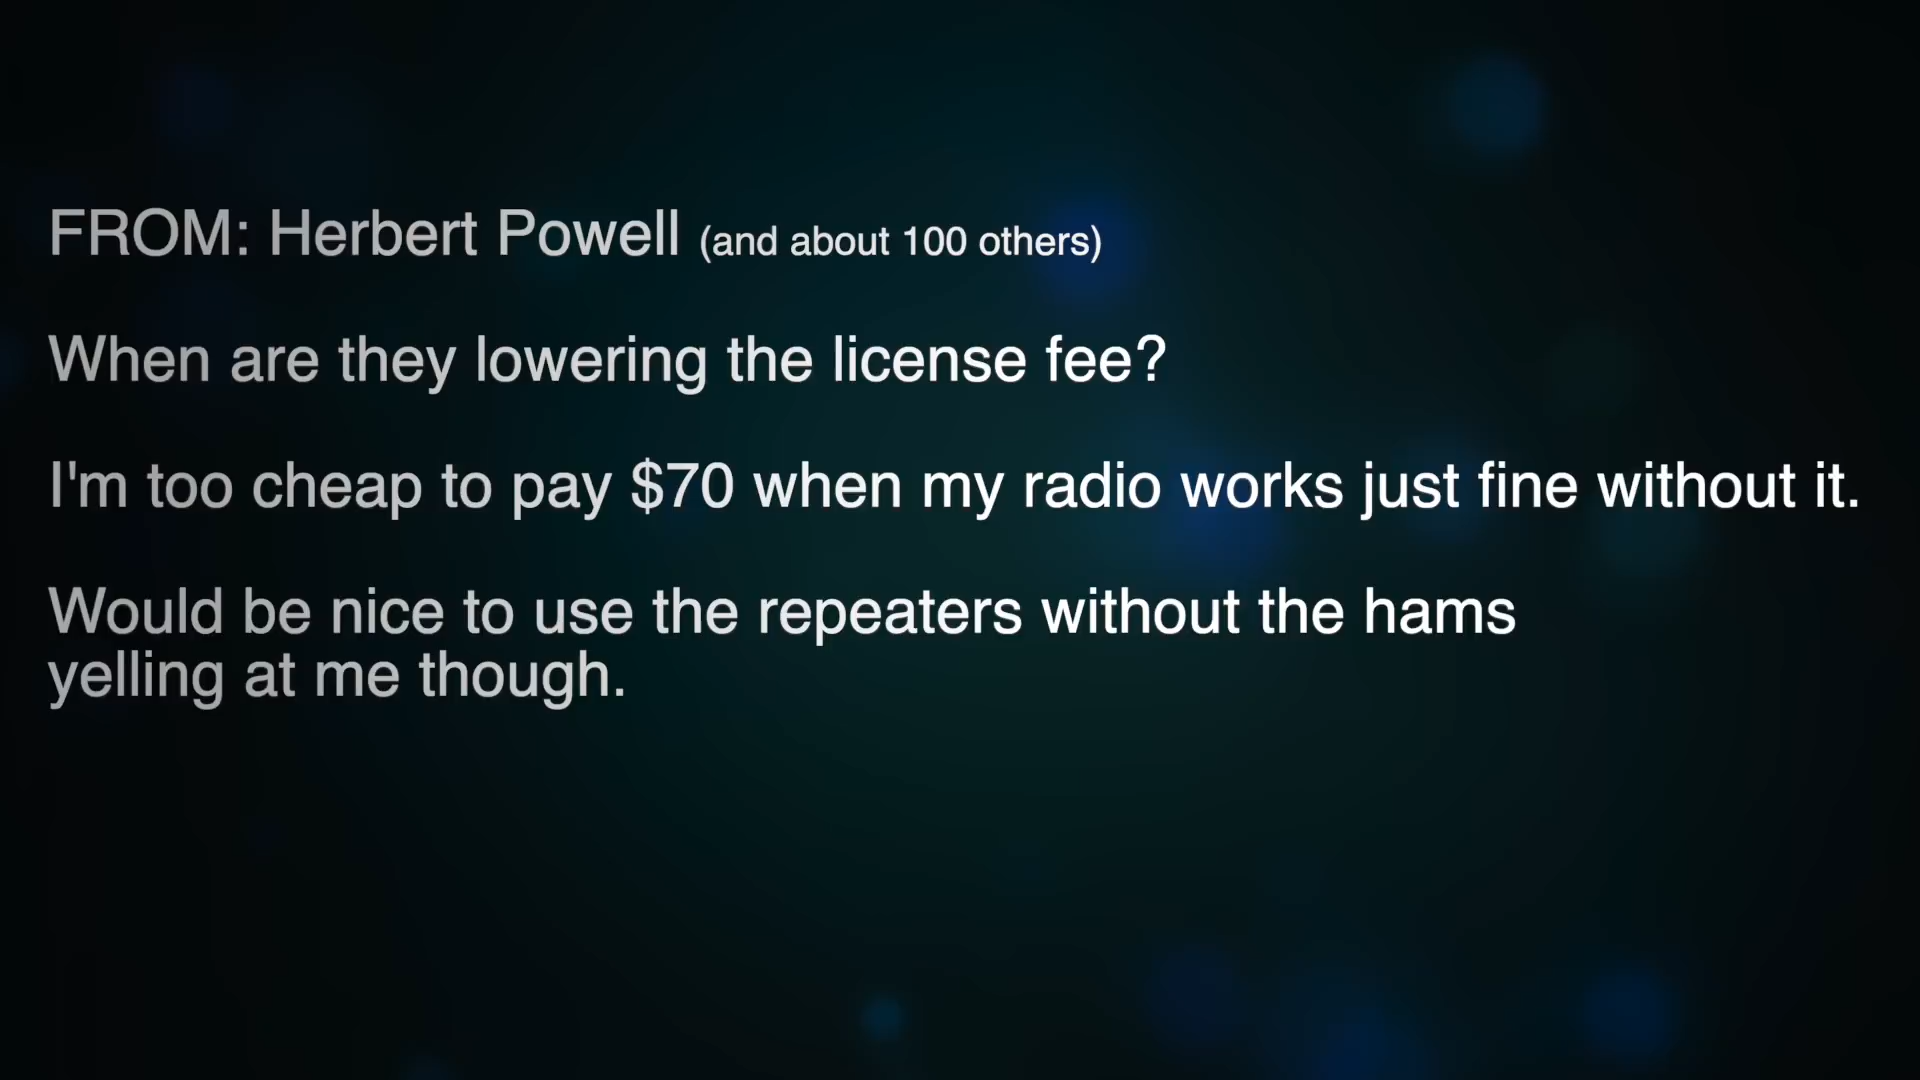 FROM: Herbert Powell (and about 100 others)
When are they lowering the license fee?
I'm too cheap to pay $70 when my radio works just fine without it.
Would be nice to use the repeaters without the hams
yelling at me though.